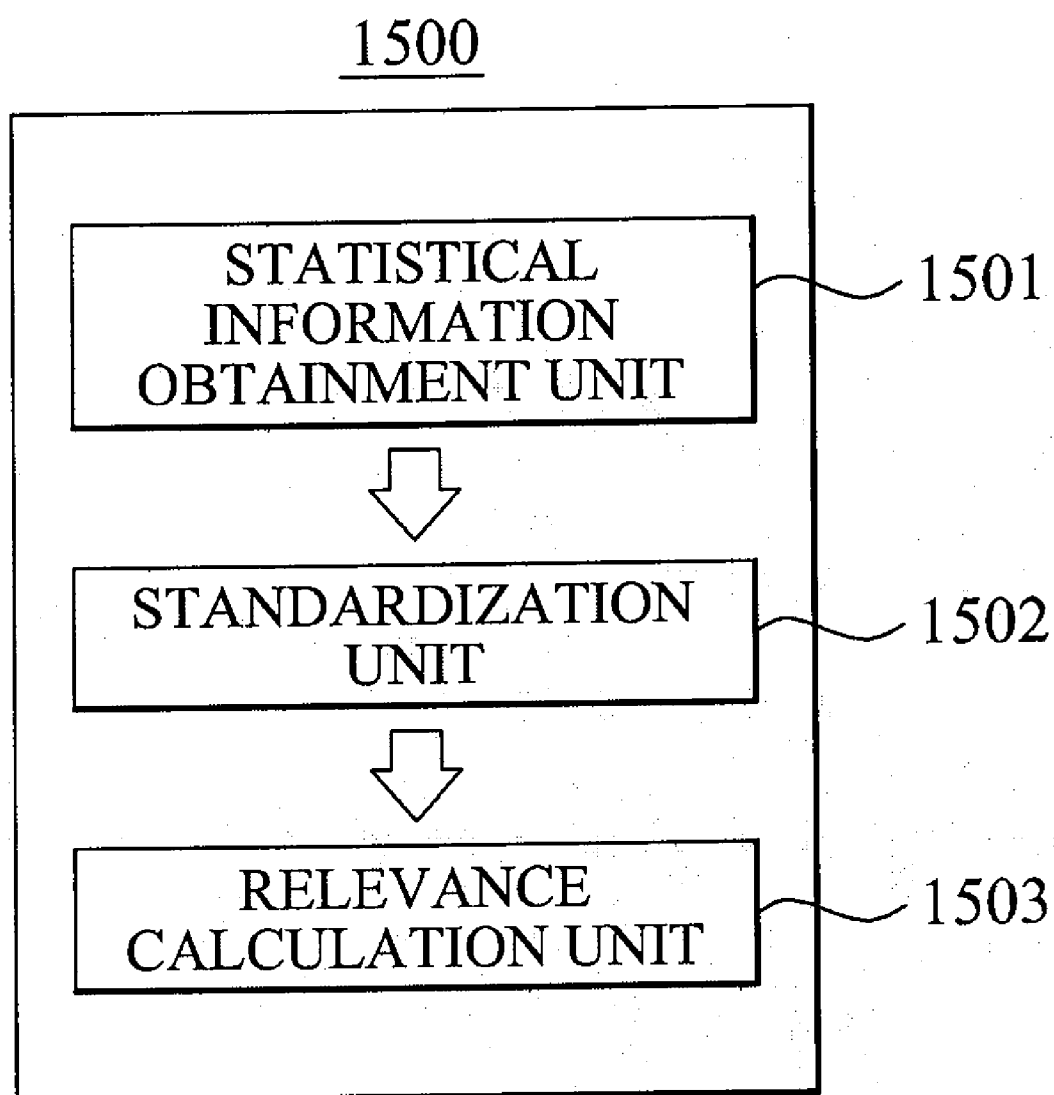 1500
STATISTICAL
INFORMATION
OBTAINMENT UNIT
1501
STANDARDIZATION
UNIT
1502
RELEVANCE
CALCULATION UNIT
1503